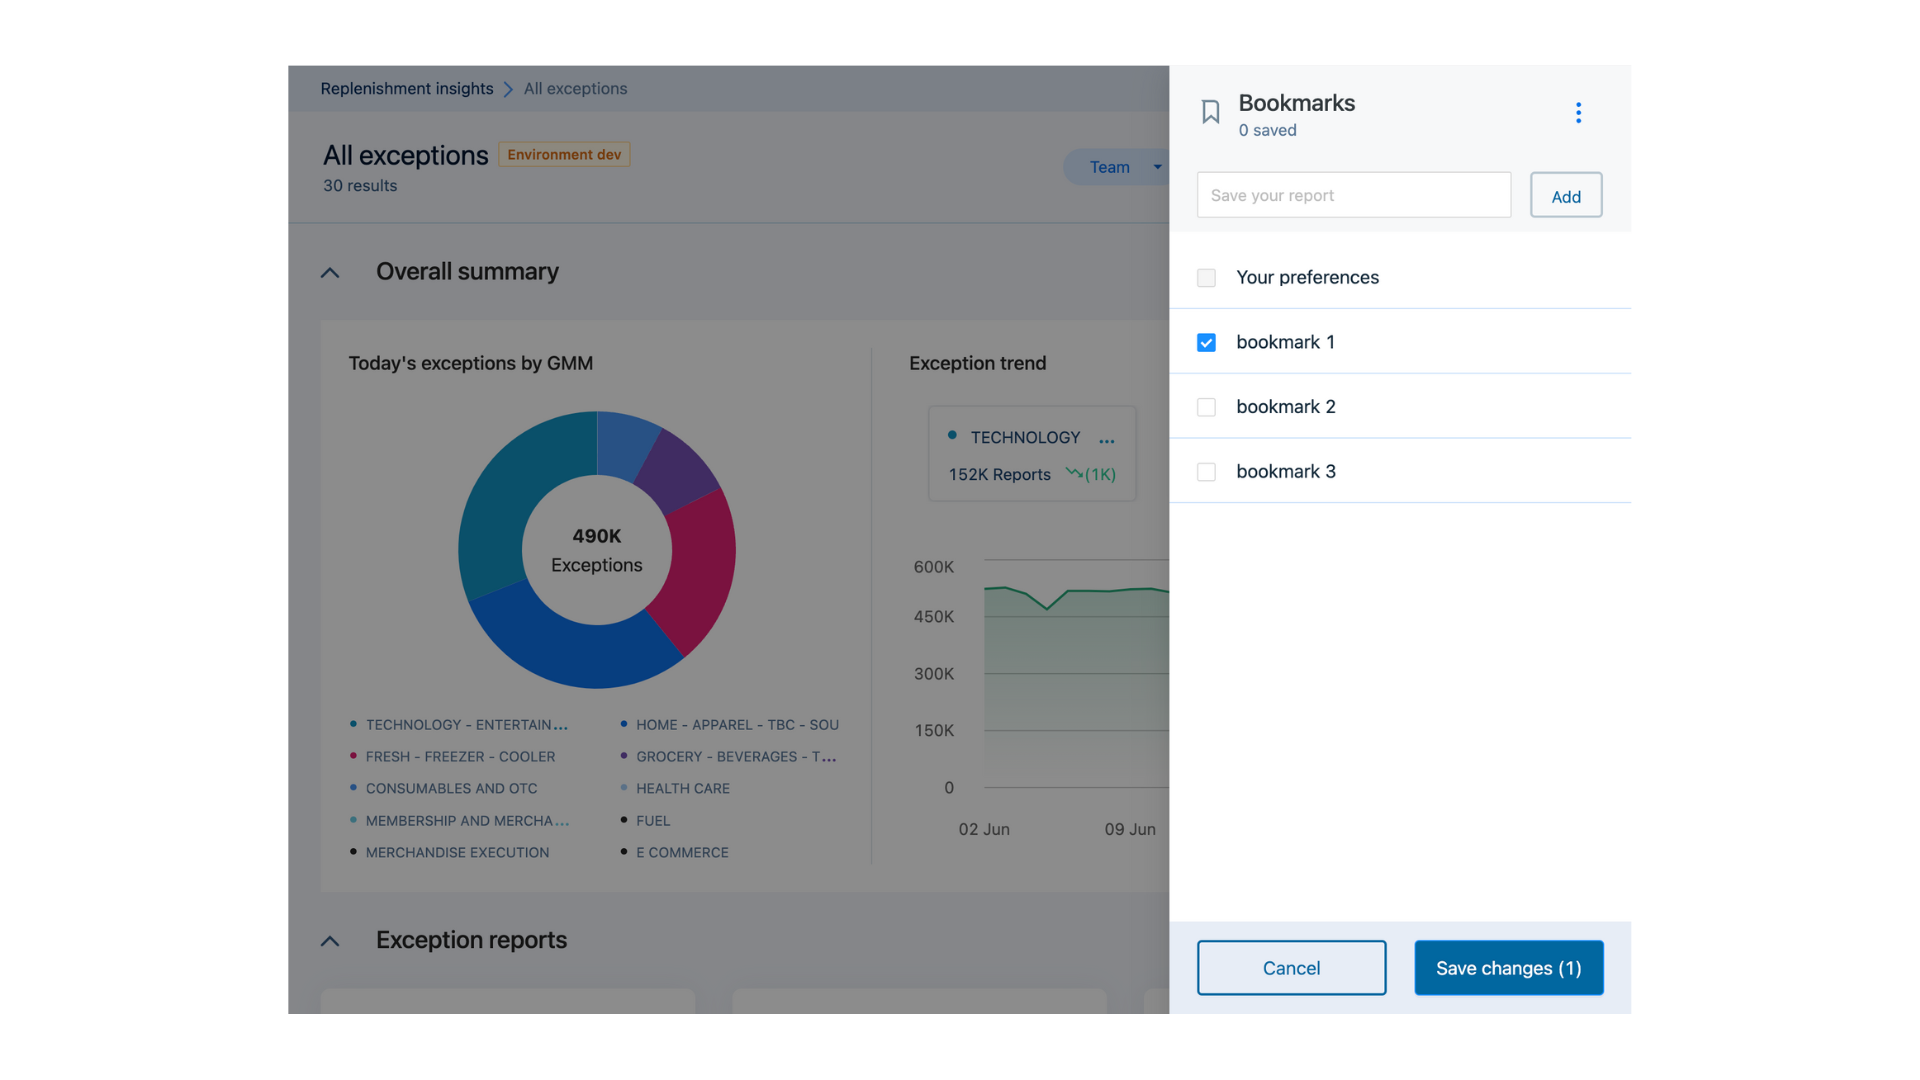 Replenishment insights > All exceptions
All exceptions Environment dev
30 results
Team
Overall summary
Today's exceptions by GMM
490K
Exceptions
TECHNOLOGY - ENTERTAIN...
HOME - APPAREL - TBC - SOU
FRESH - FREEZER - COOLER
GROCERY - BEVERAGES - T...
CONSUMABLES AND OTC
HEALTH CARE
MEMBERSHIP AND MERCHA...
FUEL
MERCHANDISE EXECUTION
E COMMERCE
Exception trend
TECHNOLOGY ...
152K Reports (1K)
600K
450K
300K
150K
0
02 Jun 09 Jun
Exception reports
Bookmarks
0 saved
Save your report
Add
Your preferences
bookmark 1
bookmark 2
bookmark 3
Cancel
Save changes (1)